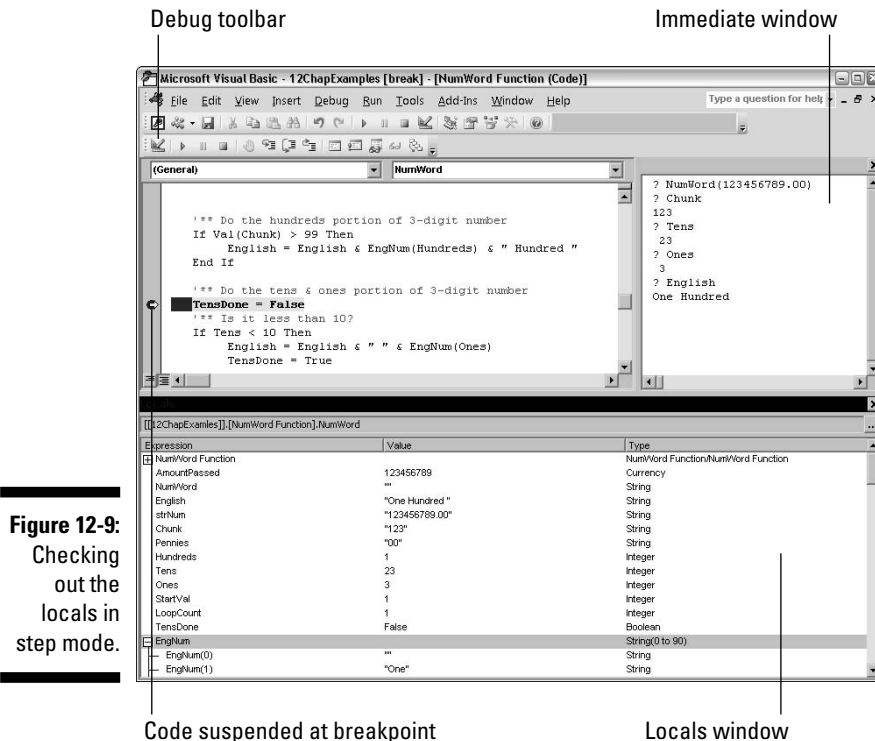 Debug toolbar
Immediate window
Microsoft Visual Basic - 12ChapExamples [break] - [NumWord Function (Code)]
File Edit View Insert Debug Run Tools Add-Ins Window Help
Type a question for help
(General)
NumWord
'** Do the hundreds portion of 3-digit number
If Val(Chunk) > 99 Then
English = English & EngNum(Hundreds) & " Hundred "
End If
'** Do the tens & ones portion of 3-digit number
TensDone = False
'** Is it less than 10?
If Tens < 10 Then
English = English & " " & EngNum(Ones)
TensDone = True
? NumWord(123456789.00)
? Chunk
123
? Tens
23
? Ones
3
? English
One Hundred
[[12ChapExamles]].[NumWord Function].NumWord
Expression Value Type
NumWord Function NumWord Function/NumWord Function
AmountPassed 123456789 Currency
NumWord "" String
English "One Hundred " String
strNum "123456789.00" String
Chunk "123" String
Pennies "00" String
Hundreds 1 Integer
Tens 23 Integer
Ones 3 Integer
StartVal 1 Integer
LoopCount 1 Integer
TensDone False Boolean
EngNum String(0 to 90)
EngNum(0) "" String
EngNum(1) "One" String
Figure 12-9:
Checking
out the
locals in
step mode.
Code suspended at breakpoint
Locals window